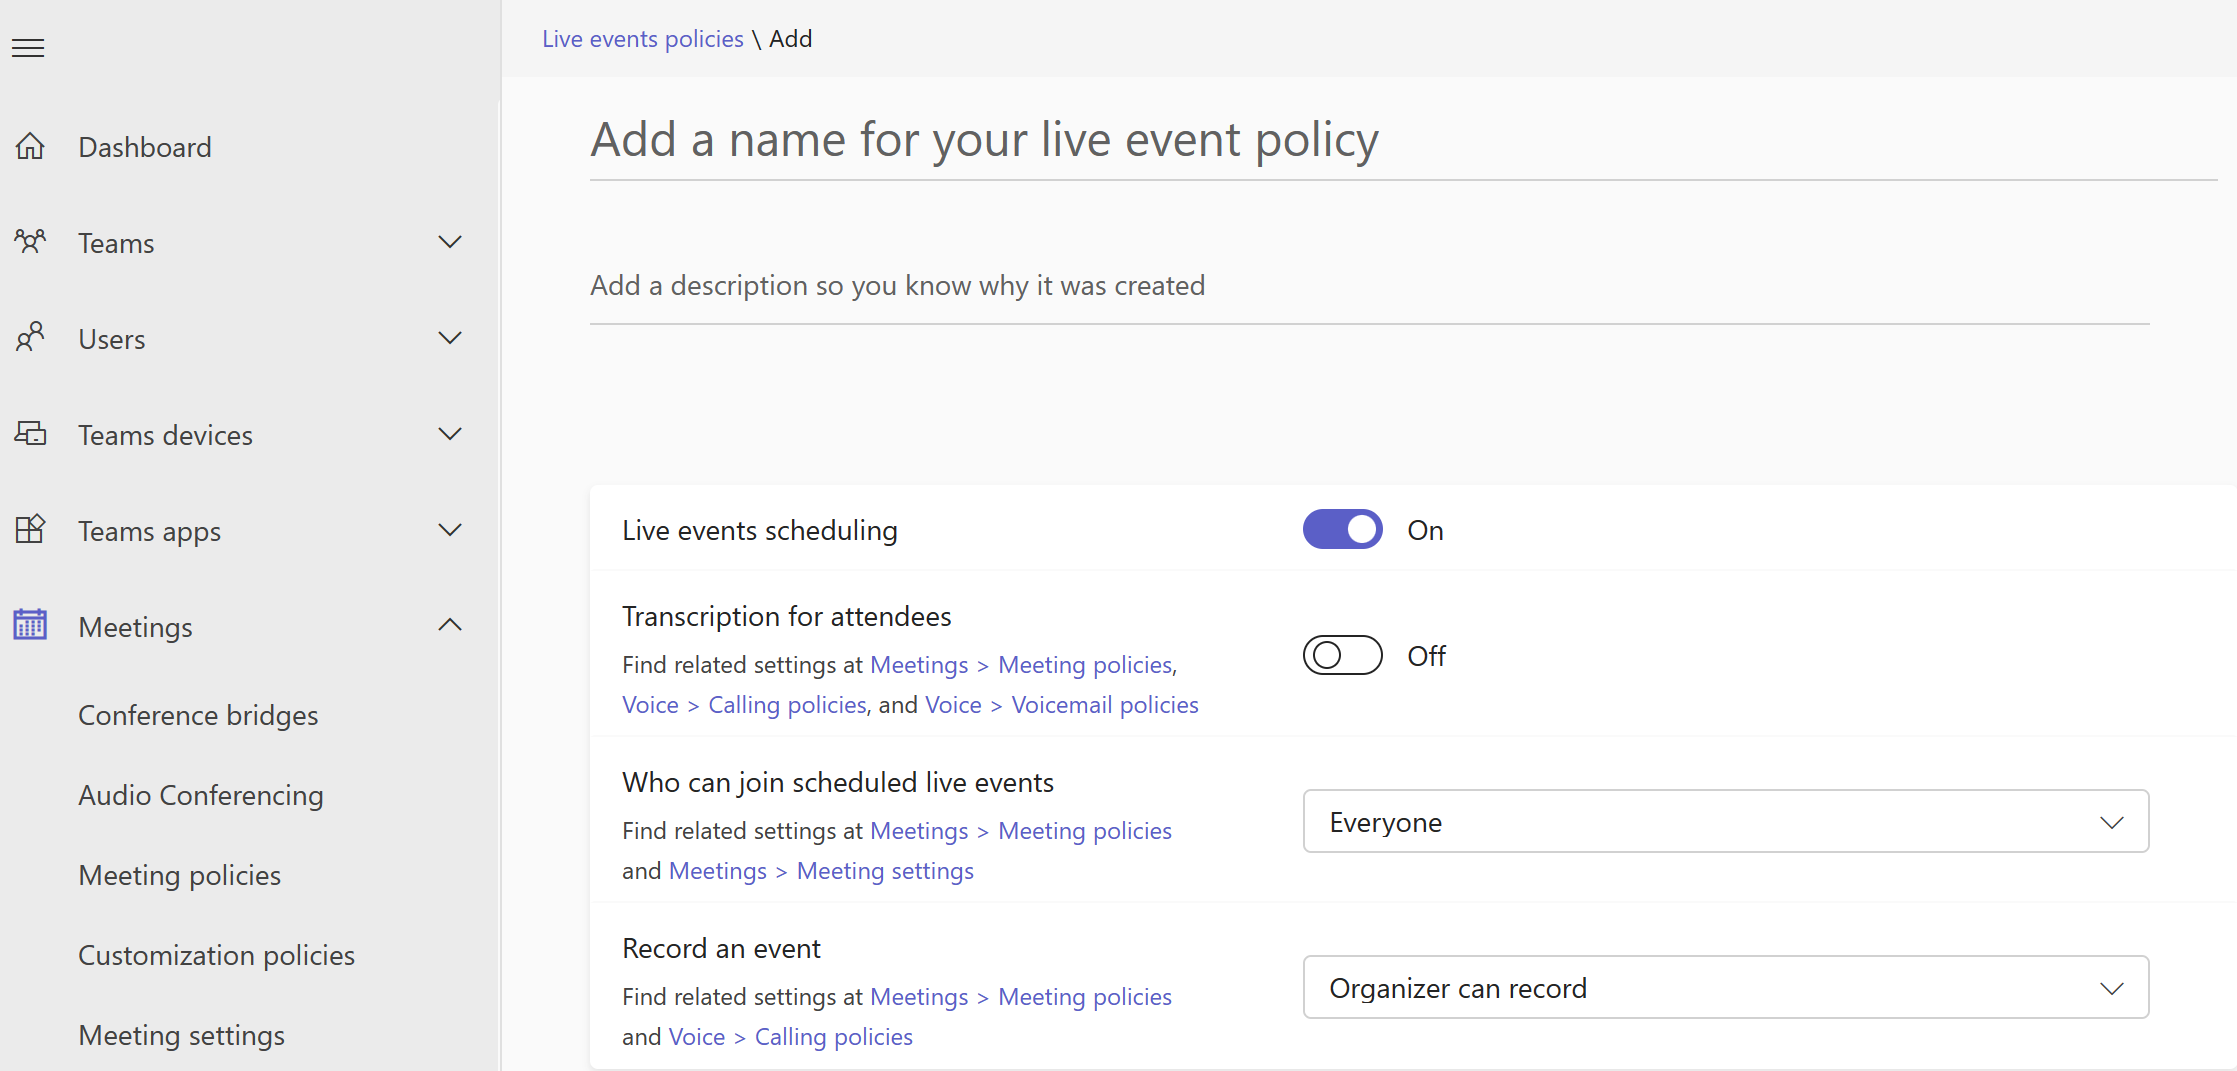 Live events policies \ Add
Dashboard
Teams
Users
Teams devices
Teams apps
Meetings
Conference bridges
Audio Conferencing
Meeting policies
Customization policies
Meeting settings
Add a name for your live event policy
Add a description so you know why it was created
Live events scheduling
On
Transcription for attendees
Find related settings at Meetings > Meeting policies,
Voice > Calling policies, and Voice > Voicemail policies
Off
Who can join scheduled live events
Find related settings at Meetings > Meeting policies
and Meetings > Meeting settings
Everyone
Record an event
Find related settings at Meetings > Meeting policies
and Voice > Calling policies
Organizer can record